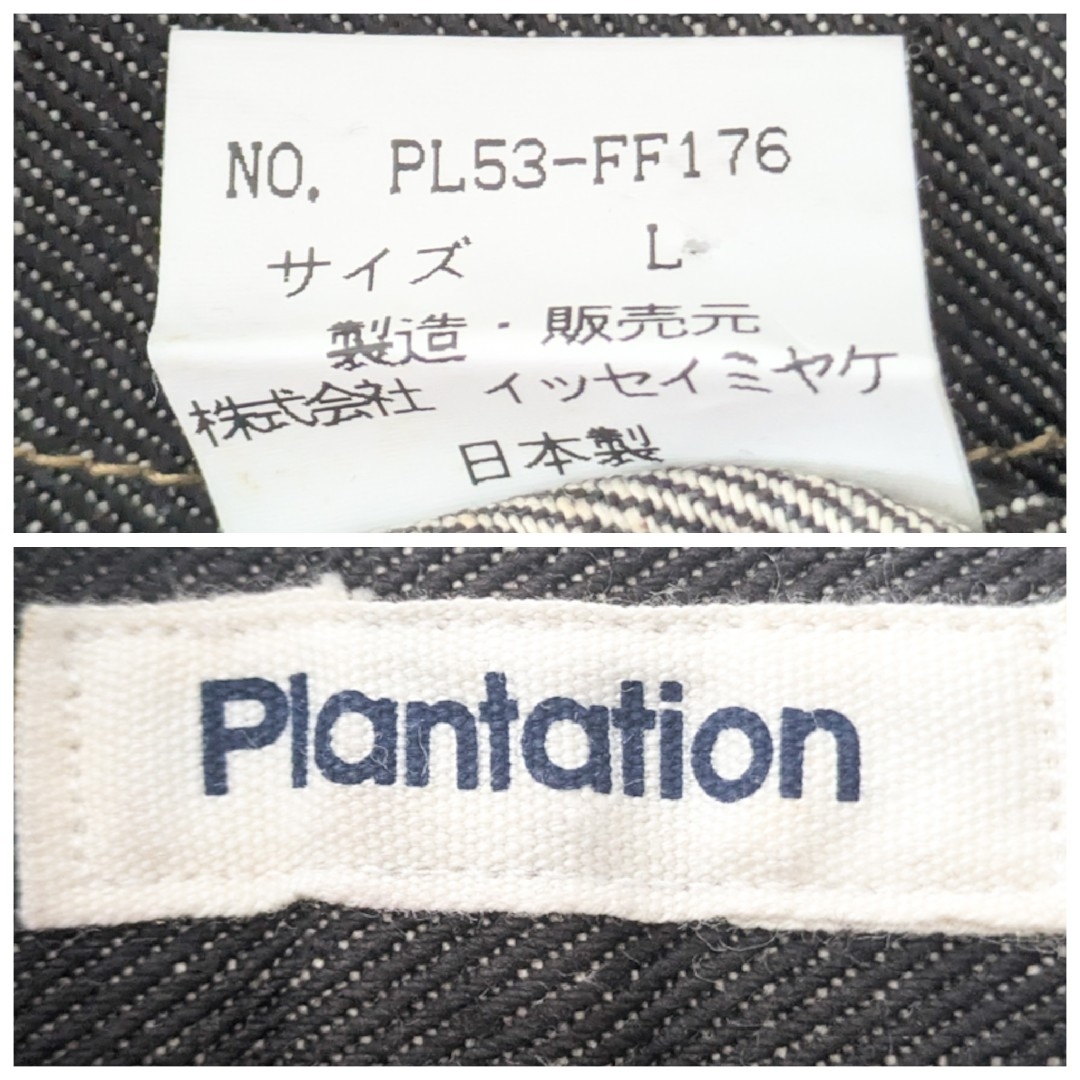 NO. PL53-FF176
サイズ L
製造・販売元
株式会社 イッセイミヤケ
日本製
Plantation